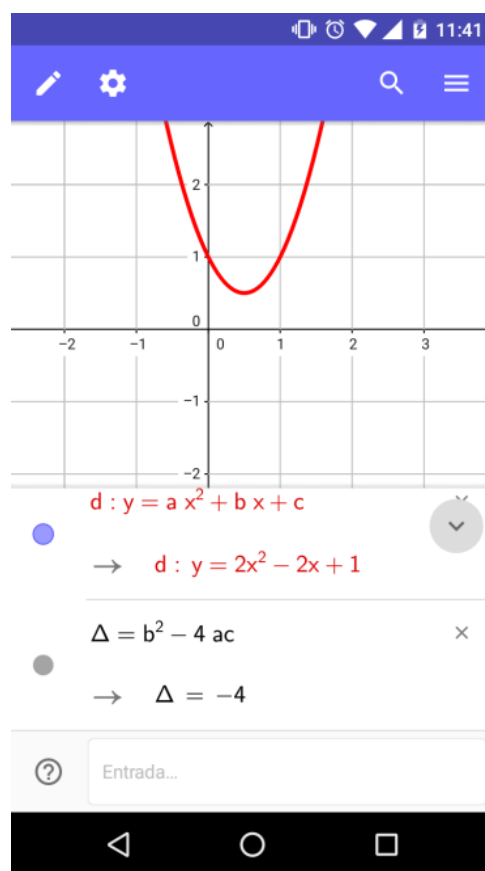 11:41
2
1
0
−2 −1 0 1 2 3
−1
−2
d : y = a x² + b x + c
→ d : y = 2x² − 2x + 1
Δ = b² − 4 ac
→ Δ = −4
Entrada...